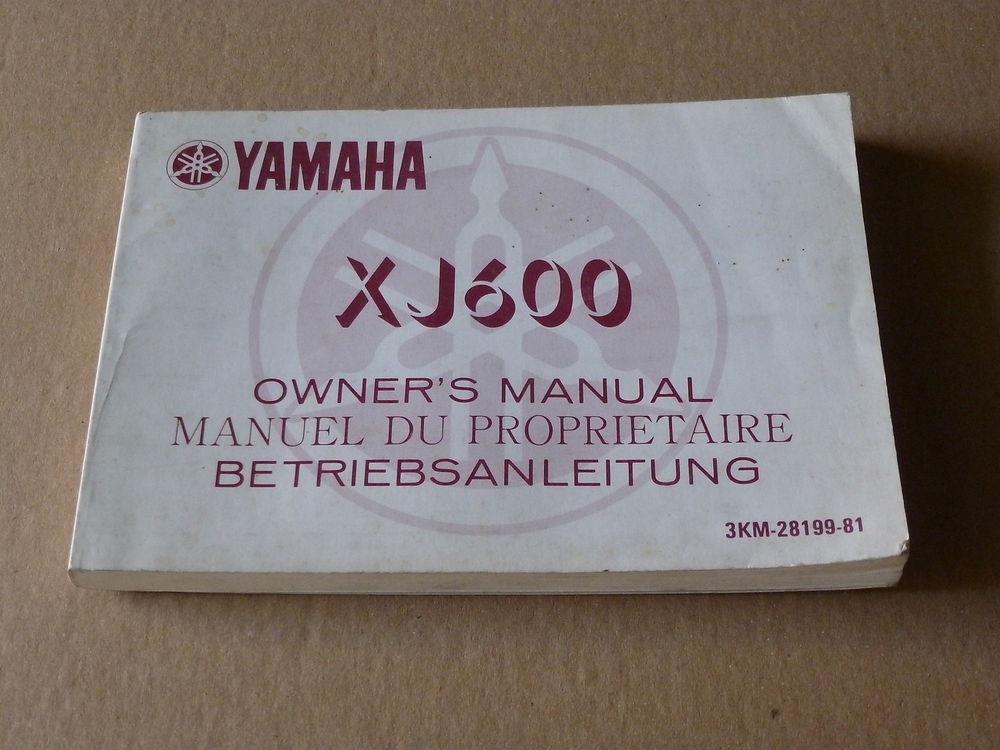 YAMAHA
XJ600
OWNER'S MANUAL
MANUEL DU PROPRIETAIRE
BETRIEBSANLEITUNG
3KM-28199-81